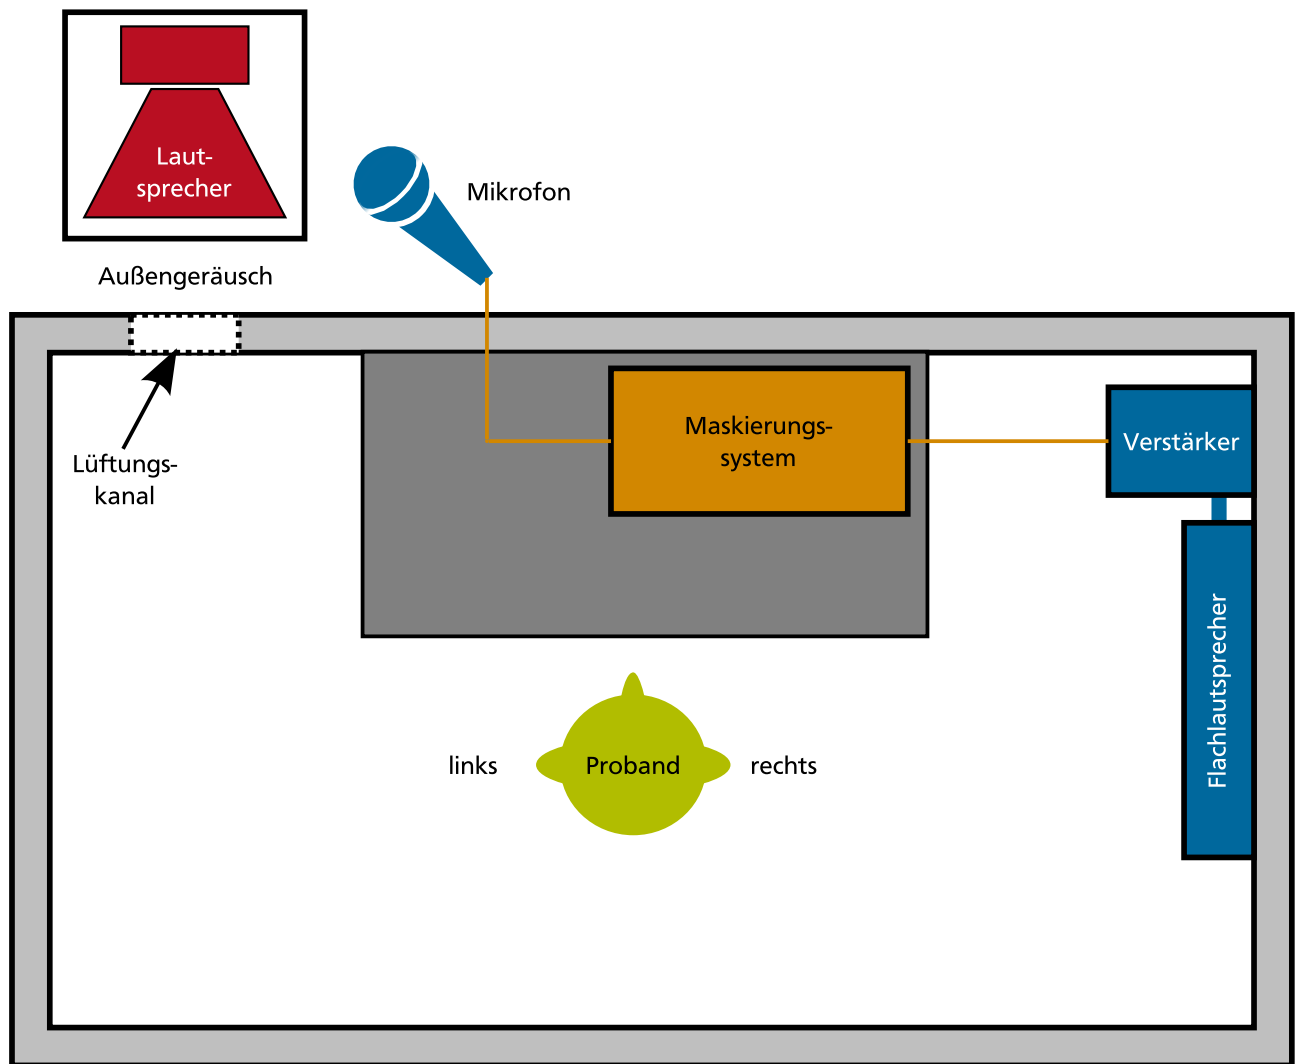 Laut-
sprecher
Mikrofon
Außengeräusch
Maskierungs-
system
Verstärker
Lüftungs-
kanal
Flachlautsprecher
links
Proband
rechts